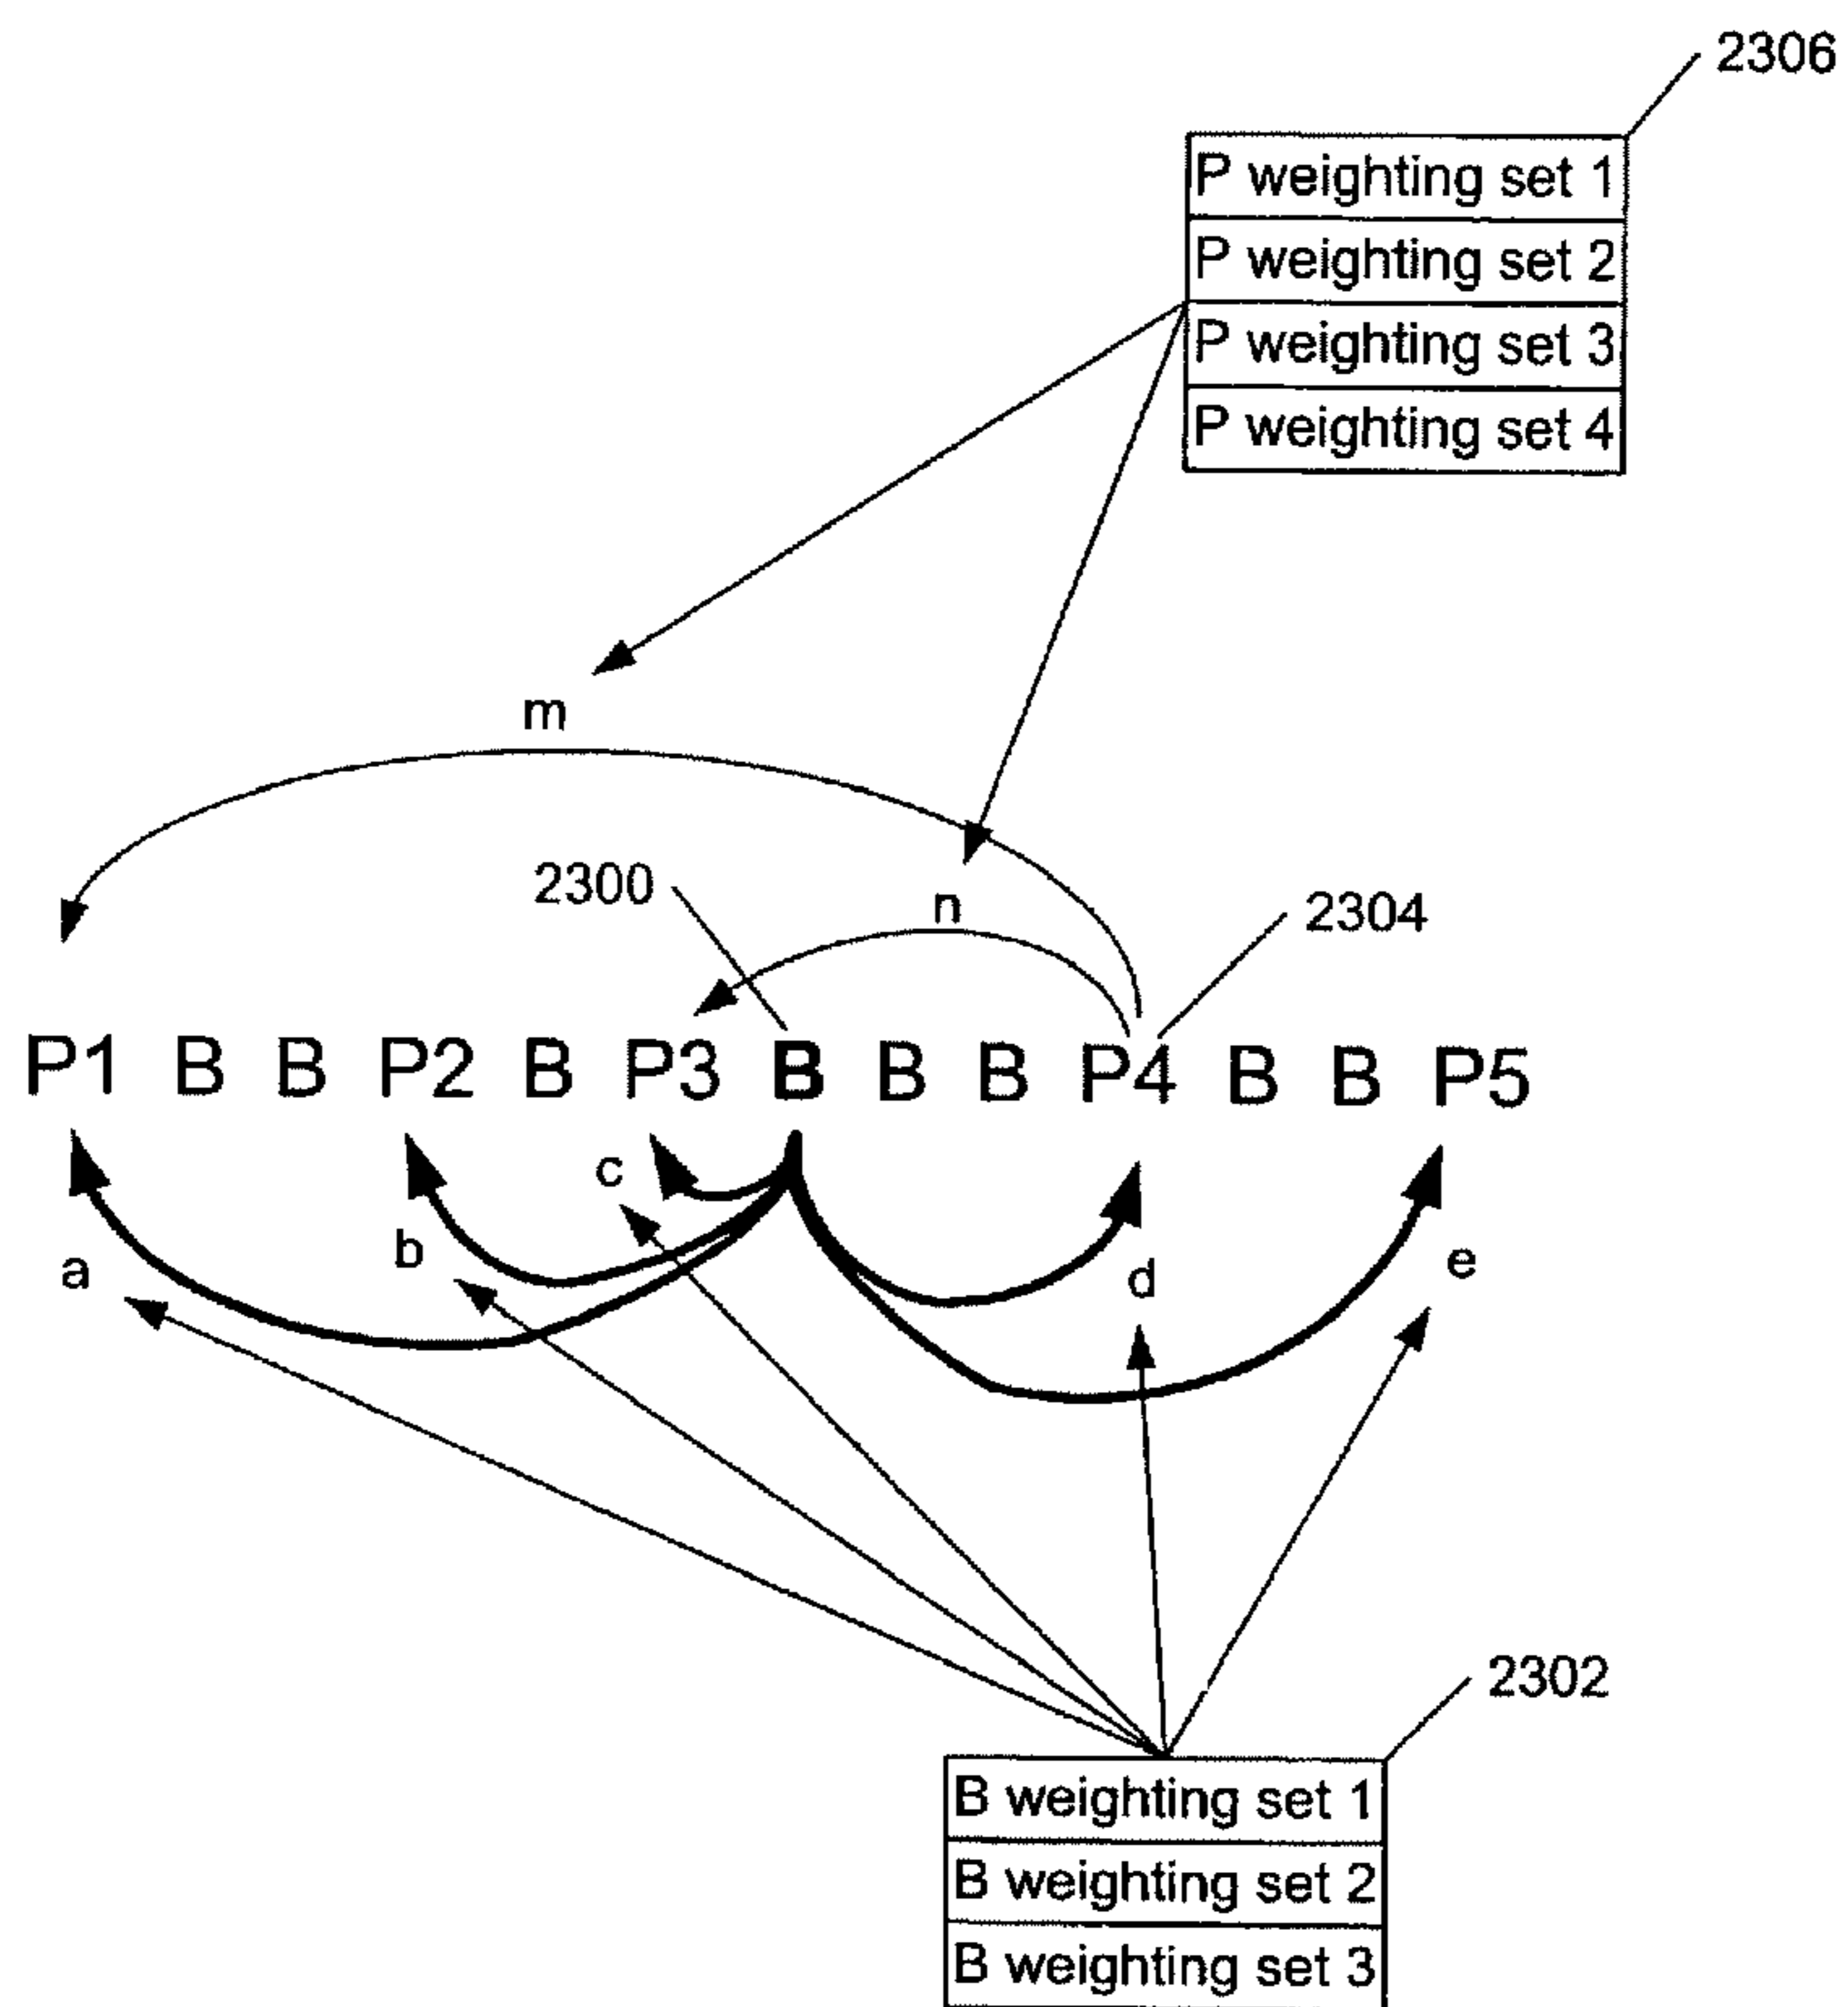 2306
P weighting set 1
P weighting set 2
P weighting set 3
P weighting set 4
m
2300
n
2304
P1 B B P2 B P3 B B B P4 B B P5
c
b
a
d
e
2302
B weighting set 1
B weighting set 2
B weighting set 3